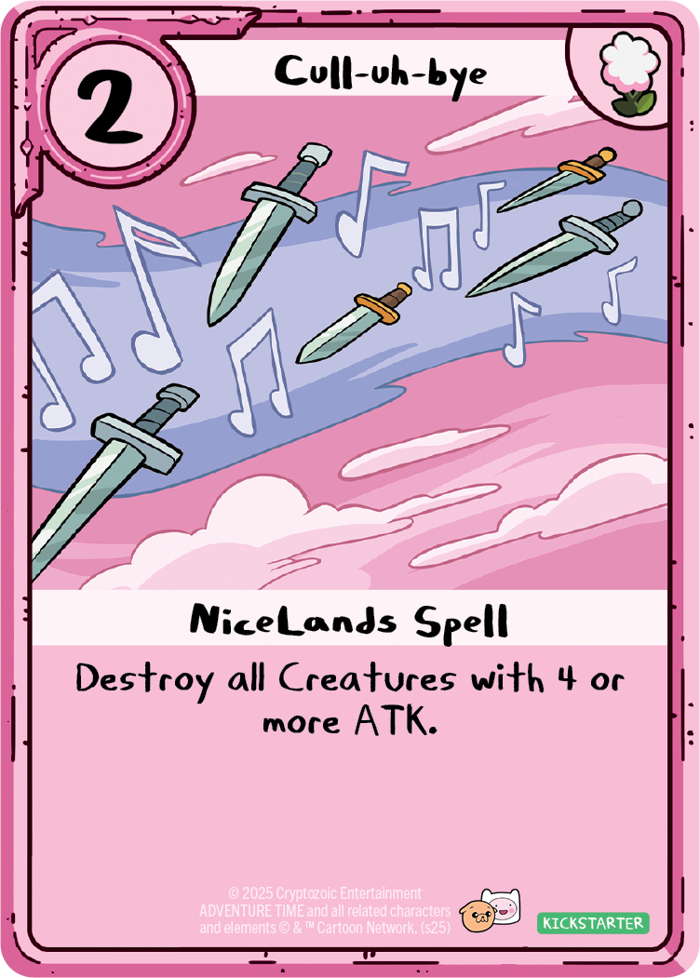 2
Cull-uh-bye
NiceLands Spell
Destroy all Creatures with 4 or
more ATK.
© 2025 Cryptozoic Entertainment
ADVENTURE TIME and all related characters
and elements © & ™ Cartoon Network. (s25)
KICKSTARTER